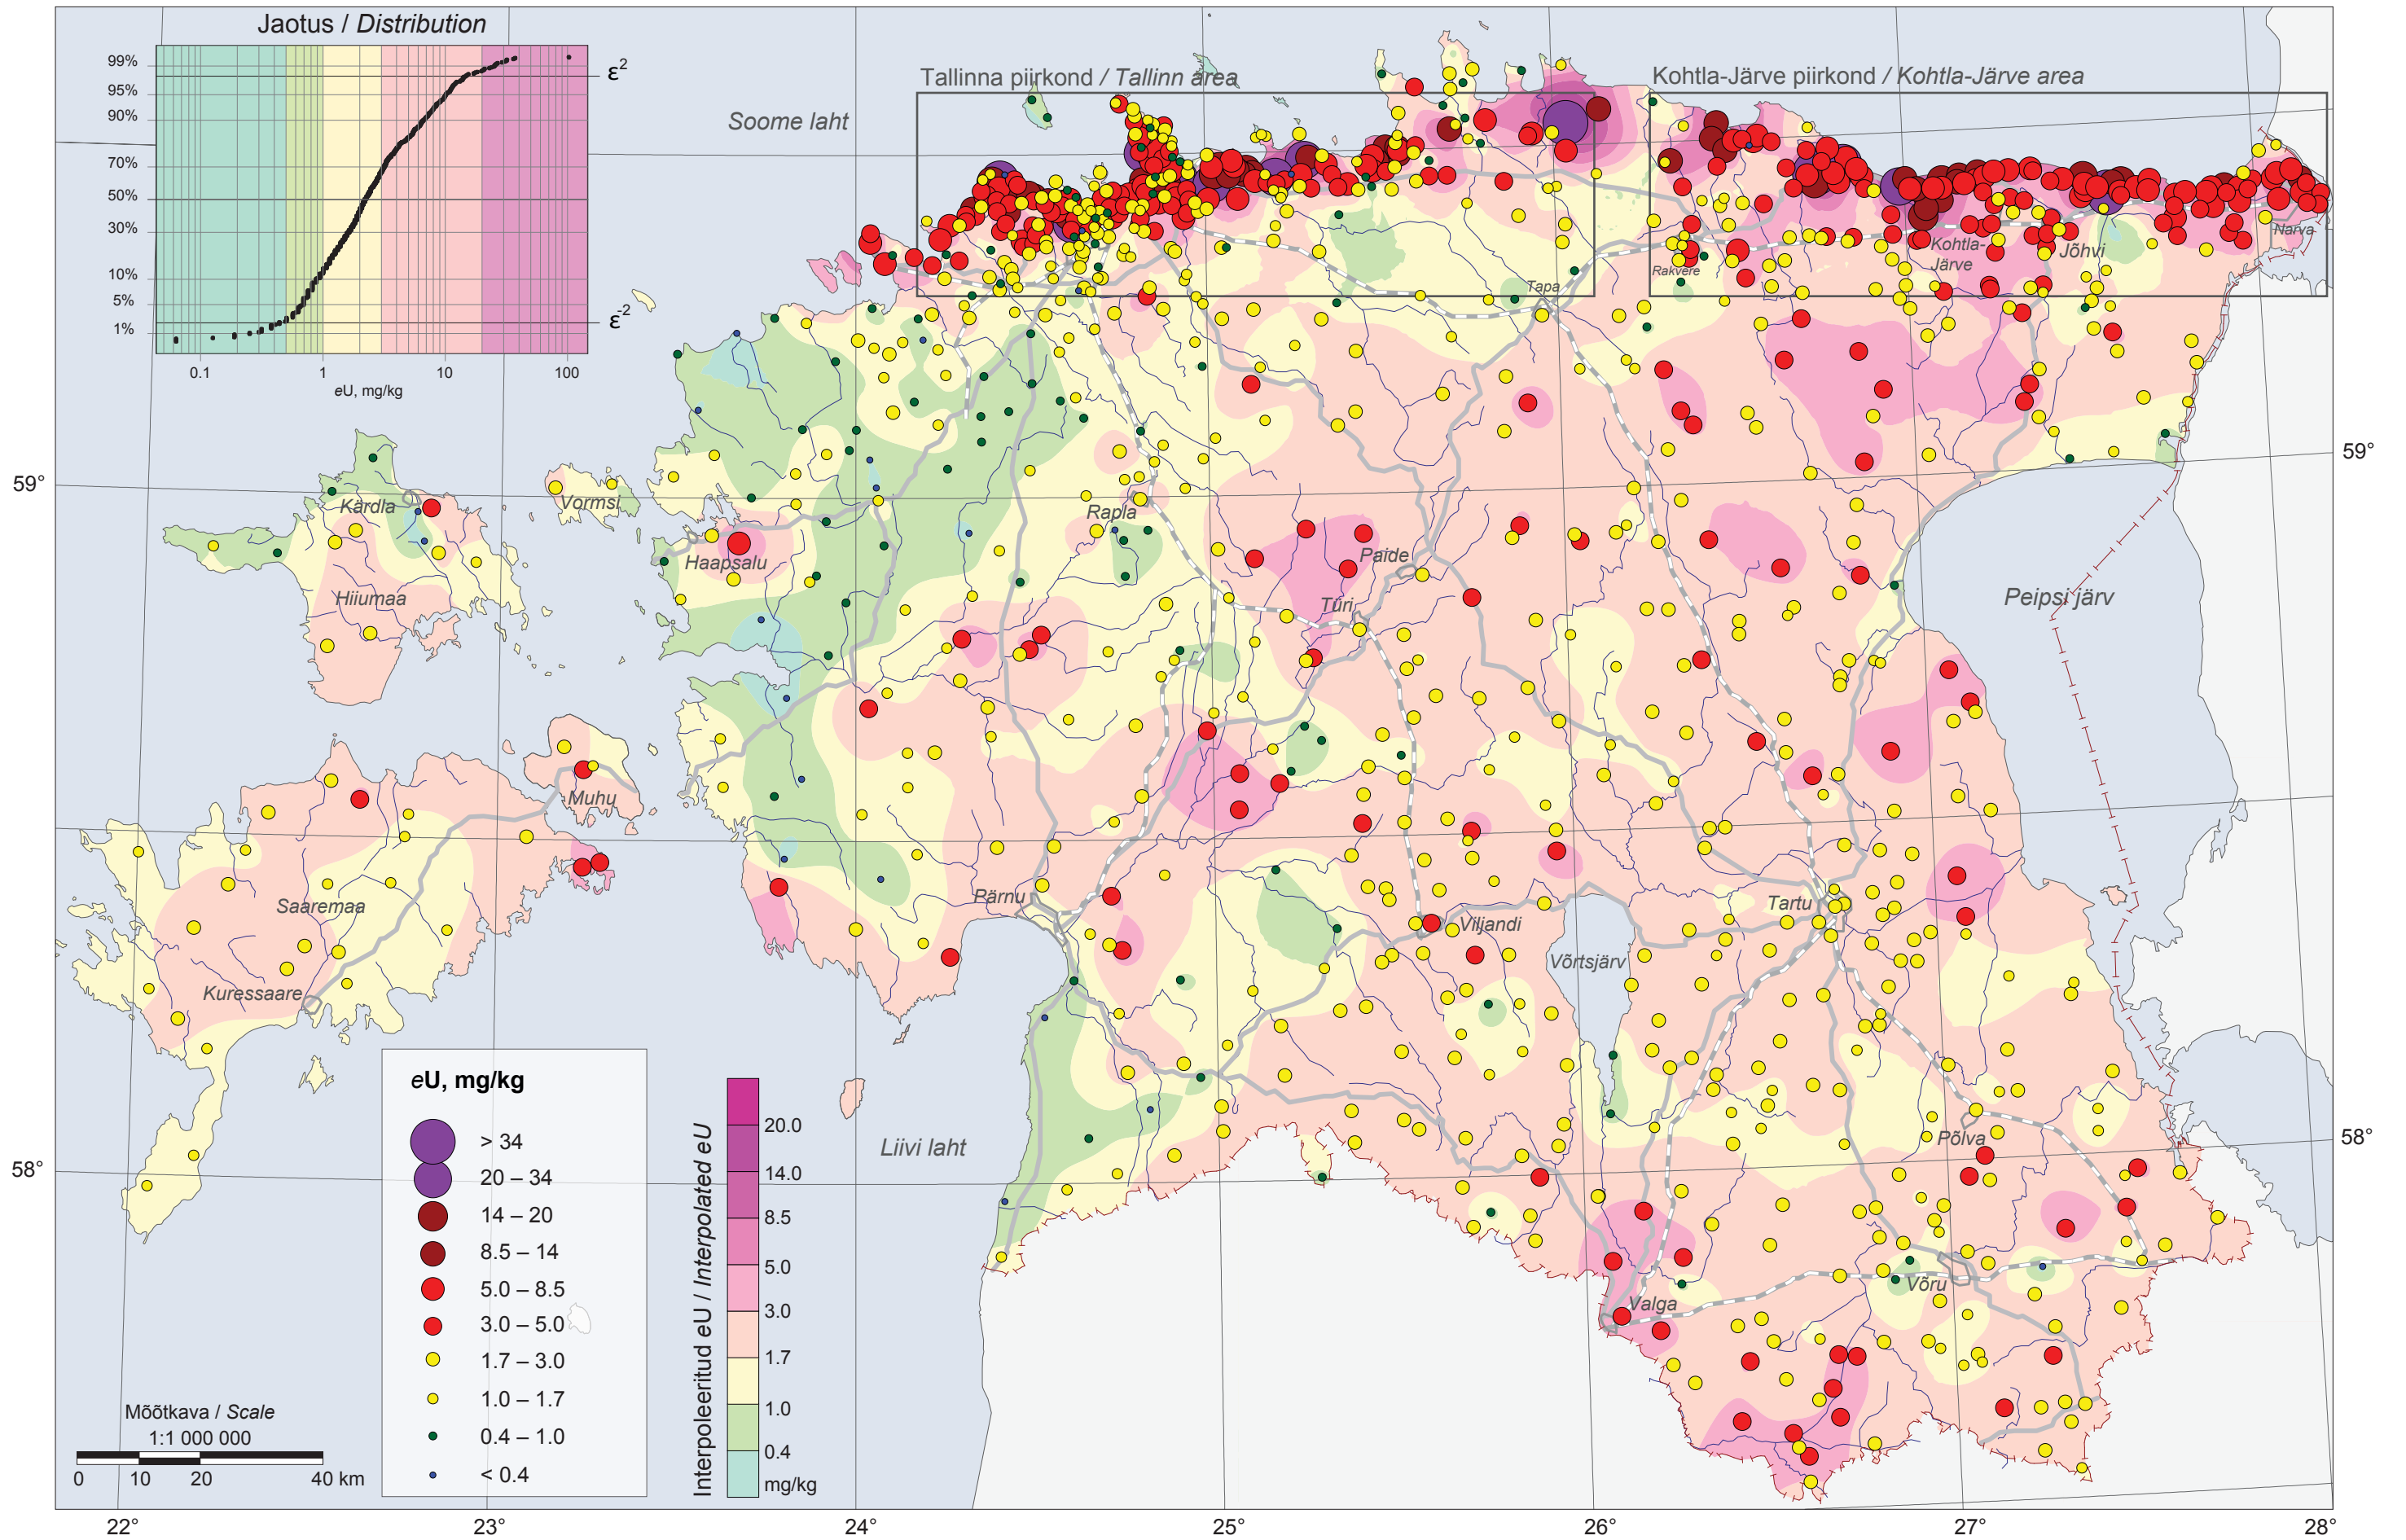 Jaotus / Distribution
99%
95%
90%
70%
50%
30%
10%
5%
1%
ε2
ε-2
0.1 1 10 100
eU, mg/kg
Soome laht
Tallinna piirkond / Tallinn area
Kohtla-Järve piirkond / Kohtla-Järve area
Narva
Kohtla-
Järve
Jõhvi
Rakvere
Tapa
59°
59°
Kärdla
Vormsi
Rapla
Haapsalu
Paide
Hiiumaa
Türi
Peipsi järv
Muhu
Pärnu
Tartu
Saaremaa
Viljandi
Võrtsjärv
Kuressaare
58°
58°
Liivi laht
Põlva
Võru
Valga
eU, mg/kg
> 34
20 – 34
14 – 20
8.5 – 14
5.0 – 8.5
3.0 – 5.0
1.7 – 3.0
1.0 – 1.7
0.4 – 1.0
< 0.4
Interpoleeritud eU / Interpolated eU
20.0
14.0
8.5
5.0
3.0
1.7
1.0
0.4
mg/kg
Mõõtkava / Scale
1:1 000 000
0 10 20 40 km
22° 23° 24° 25° 26° 27° 28°